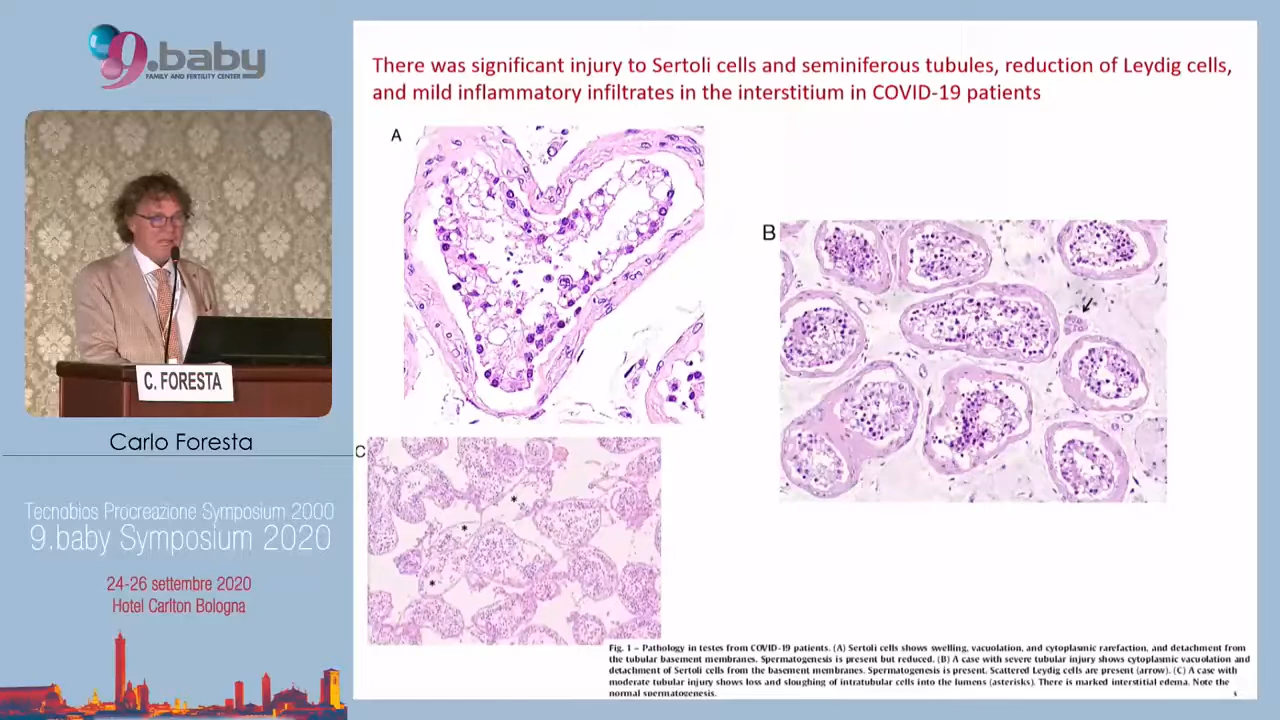 9.baby
FAMILY AND FERTILITY CENTER
C. FORESTA
Carlo Foresta
Tecnobios Procreazione Symposium 2000
9.baby Symposium 2020
24-26 settembre 2020
Hotel Carlton Bologna
There was significant injury to Sertoli cells and seminiferous tubules, reduction of Leydig cells,
and mild inflammatory infiltrates in the interstitium in COVID-19 patients
A
B
C
Fig. 1 – Pathology in testes from COVID-19 patients. (A) Sertoli cells shows swelling, vacuolation, and cytoplasmic rarefaction, and detachment from
the tubular basement membranes. Spermatogenesis is present but reduced. (B) A case with severe tubular injury shows cytoplasmic vacuolation and
detachment of Sertoli cells from the basement membranes. Spermatogenesis is present. Scattered Leydig cells are present (arrow). (C) A case with
moderate tubular injury shows loss and sloughing of intratubular cells into the lumens (asterisks). There is marked interstitial edema. Note the
normal spermatogenesis.